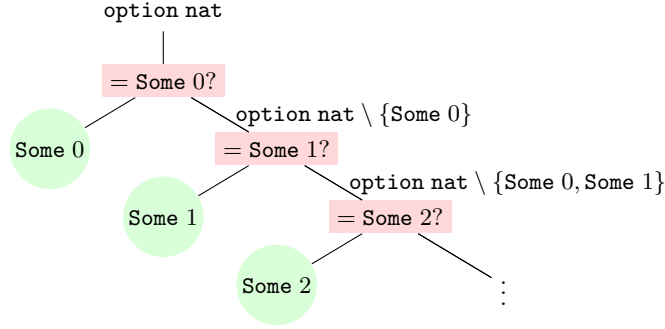 option nat
= Some 0?
option nat \ {Some 0}
Some 0
= Some 1?
option nat \ {Some 0, Some 1}
Some 1
= Some 2?
Some 2
⋮